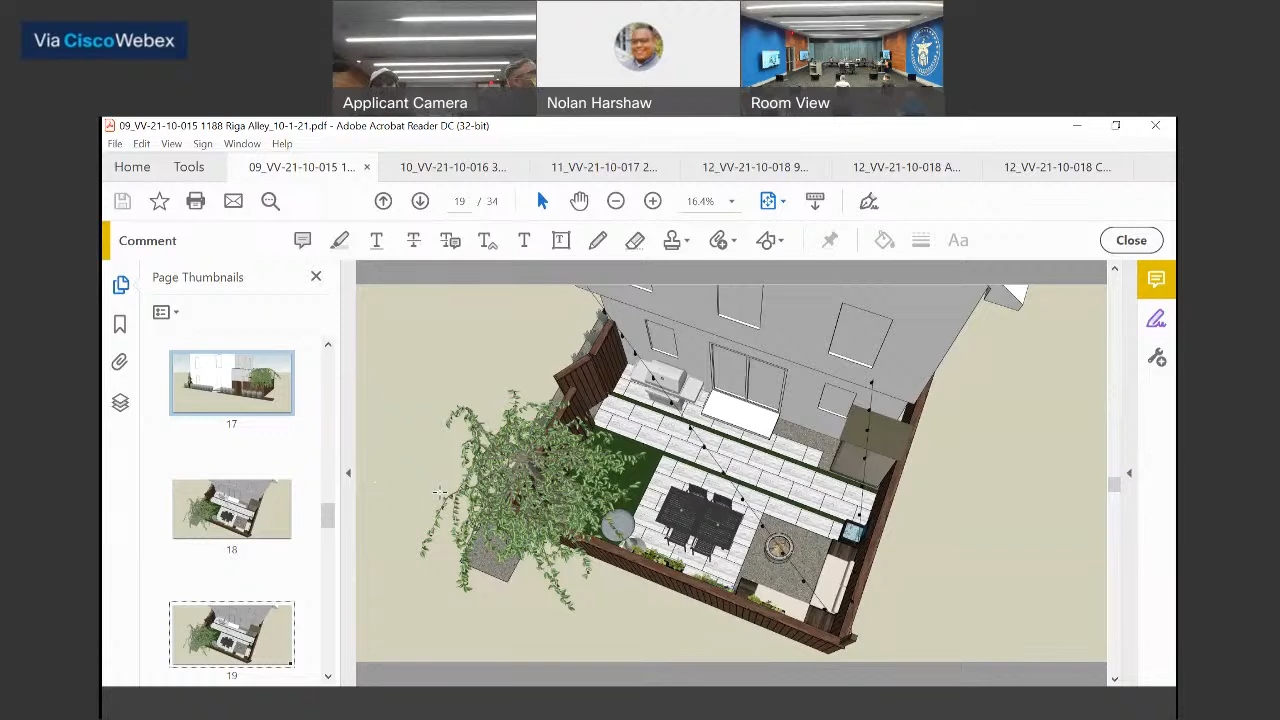 Via CiscoWebex
Applicant Camera
Nolan Harshaw
Room View
09_VV-21-10-015 1188 Riga Alley_10-1-21.pdf - Adobe Acrobat Reader DC (32-bit)
File Edit View Sign Window Help
Home Tools 09_VV-21-10-015 1... 10_VV-21-10-016 3... 11_VV-21-10-017 2... 12_VV-21-10-018 9... 12_VV-21-10-018 A... 12_VV-21-10-018 C...
19 / 34 16.4%
Comment Aa Close
Page Thumbnails
17
18
19